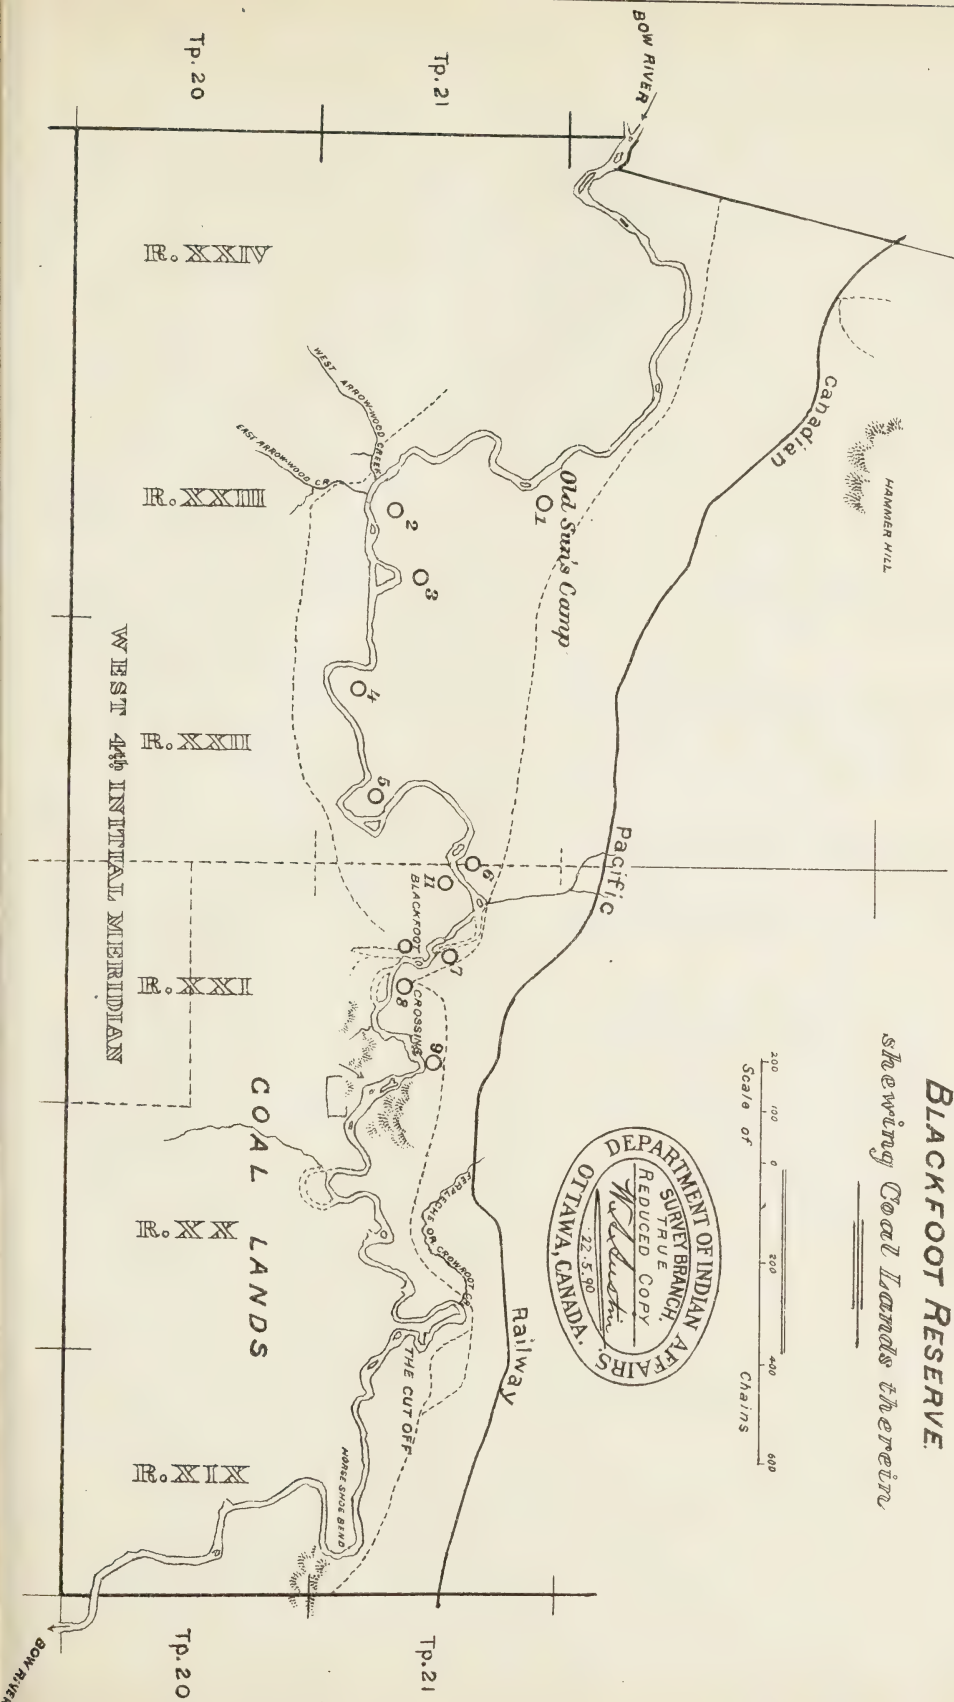 BLACKFOOT RESERVE.
shewing Coal Lands therein
200 100 0 200 400 600
Scale of Chains
DEPARTMENT OF INDIAN AFFAIRS.
OTTAWA, CANADA.
SURVEY BRANCH.
TRUE
REDUCED COPY
22.5.90
HAMMER HILL
Canadian
Pacific
Railway
BOW RIVER
Tp. 21
Tp. 20
Old Sun's Camp
1
2
3
4
5
6
11
7
8
9
BLACKFOOT
CROSSING
WEST ARROW-WOOD CREEK
EAST ARROW-WOOD CR.
THE CUT OFF
HORSE SHOE BEND
COAL LANDS
R. XXIV
R. XXIII
R. XXII
R. XXI
R. XX
R. XIX
WEST 4th INITIAL MERIDIAN
Tp. 21
Tp. 20
BOW RIVER